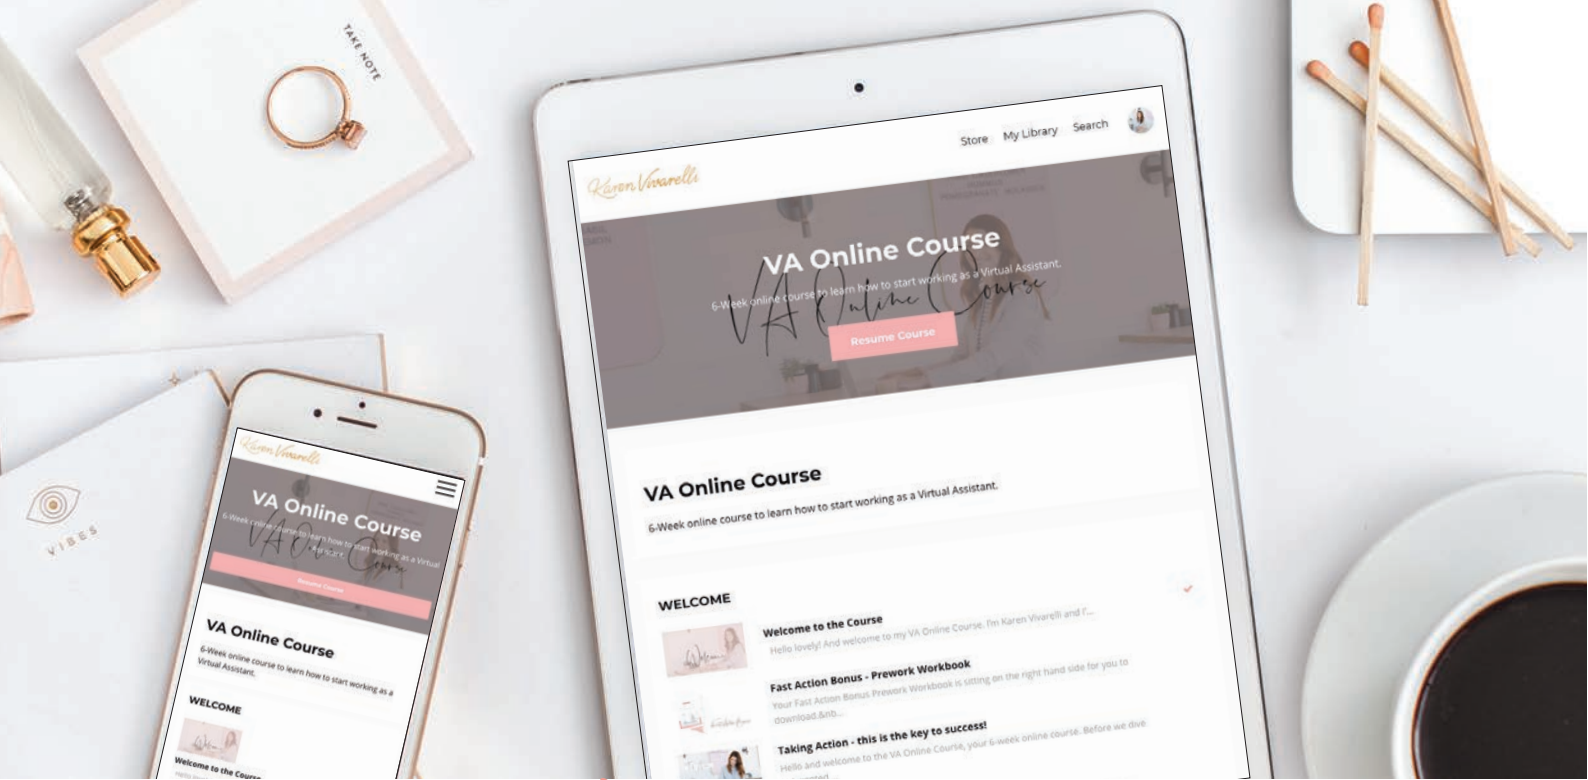 TAKE NOTE
VIBES
Karen Vivarelli
Store My Library Search
VA Online Course
6-Week online course to learn how to start working as a Virtual Assistant.
VA Online Course
Resume Course
VA Online Course
6-Week online course to learn how to start working as a Virtual Assistant.
WELCOME
Welcome to the Course
Hello lovely! And welcome to my VA Online Course. I'm Karen Vivarelli and I'...
Welcome
Fast Action Bonus - Prework Workbook
Your Fast Action Bonus Prework Workbook is sitting on the right hand side for you to
download.&nb...
Taking Action - this is the key to success!
Hello and welcome to the VA Online Course, your 6-week online course. Before we dive
Karen Vivarelli
VA Online Course
6-Week online course to learn how to start working as a Virtual
Course
Resume Course
VA Online Course
6-Week online course to learn how to start working as a
Virtual Assistant.
WELCOME
Welcome to the Course